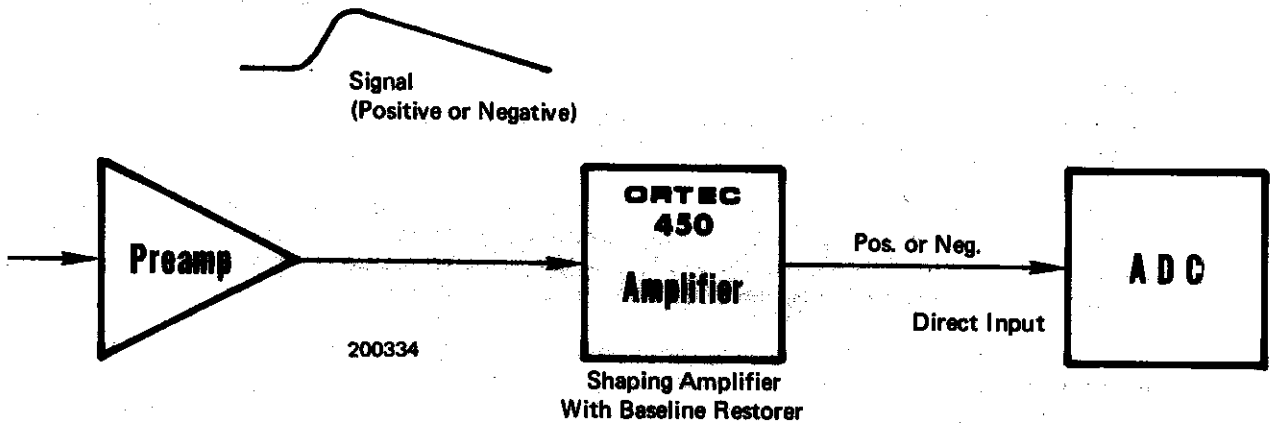 Signal
(Positive or Negative)
Preamp
200334
ORTEC
450
Amplifier
Shaping Amplifier
With Baseline Restorer
Pos. or Neg.
Direct Input
ADC